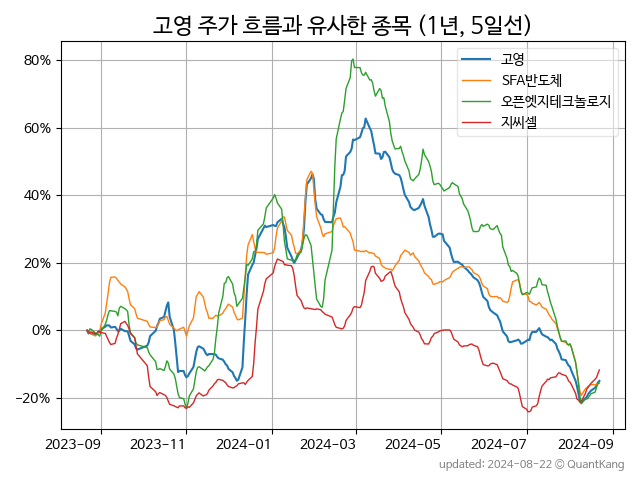 고영 주가 흐름과 유사한 종목 (1년, 5일선)
고영
SFA반도체
오픈엣지테크놀로지
지씨셀
80%
60%
40%
20%
0%
−20%
2023-09 2023-11 2024-01 2024-03 2024-05 2024-07 2024-09
updated: 2024-08-22 © QuantKang